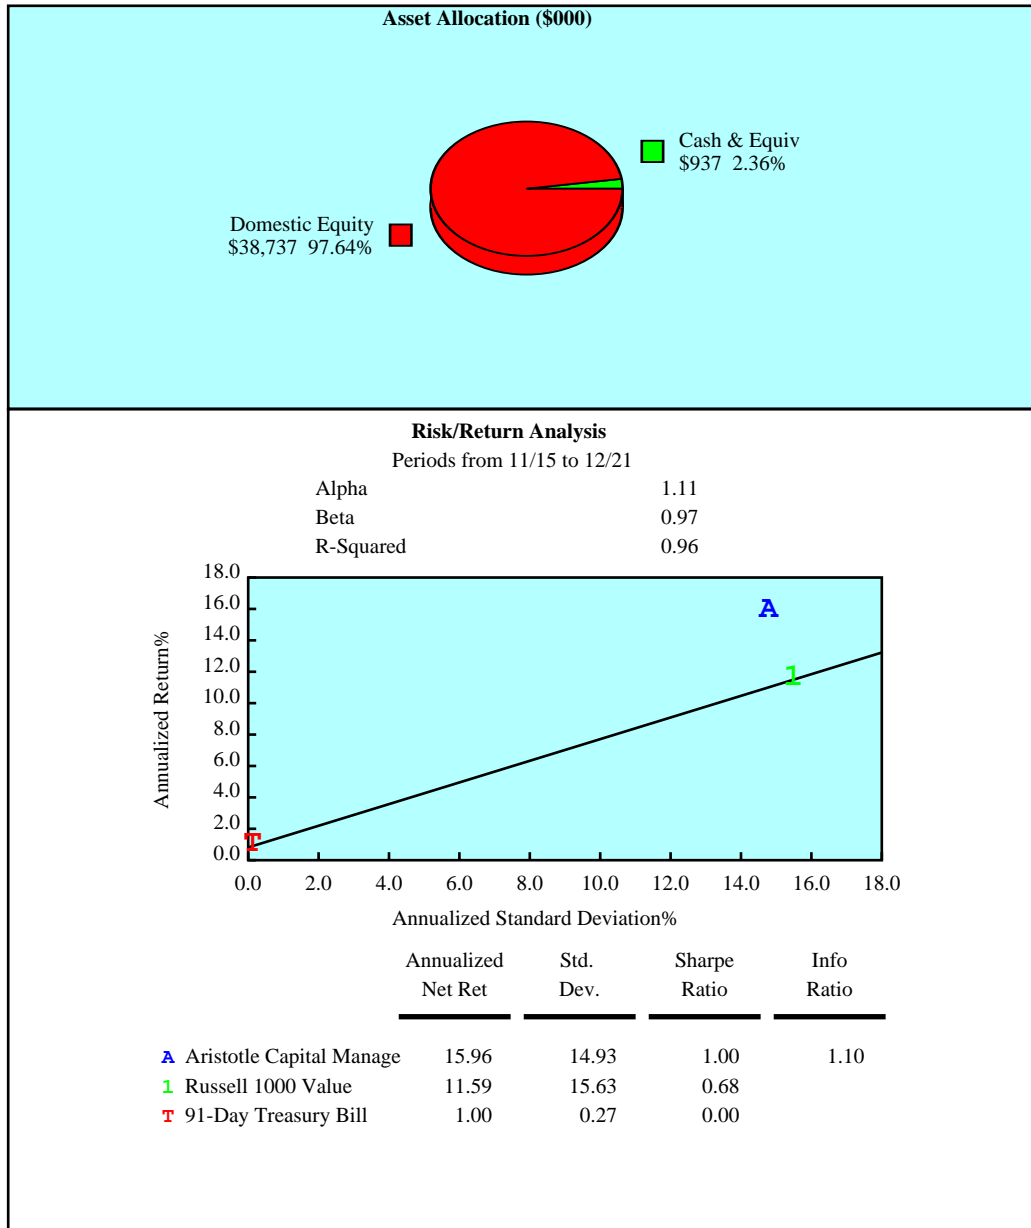 Asset Allocation ($000)
Cash & Equiv
$937 2.36%
Domestic Equity
$38,737 97.64%
Risk/Return Analysis
Periods from 11/15 to 12/21
Alpha 1.11
Beta 0.97
R-Squared 0.96
18.0
16.0
14.0
12.0
10.0
8.0
6.0
4.0
2.0
0.0
Annualized Return%
A
1
T
0.0 2.0 4.0 6.0 8.0 10.0 12.0 14.0 16.0 18.0
Annualized Standard Deviation%
Annualized Std. Sharpe Info
Net Ret Dev. Ratio Ratio
A Aristotle Capital Manage 15.96 14.93 1.00 1.10
1 Russell 1000 Value 11.59 15.63 0.68
T 91-Day Treasury Bill 1.00 0.27 0.00